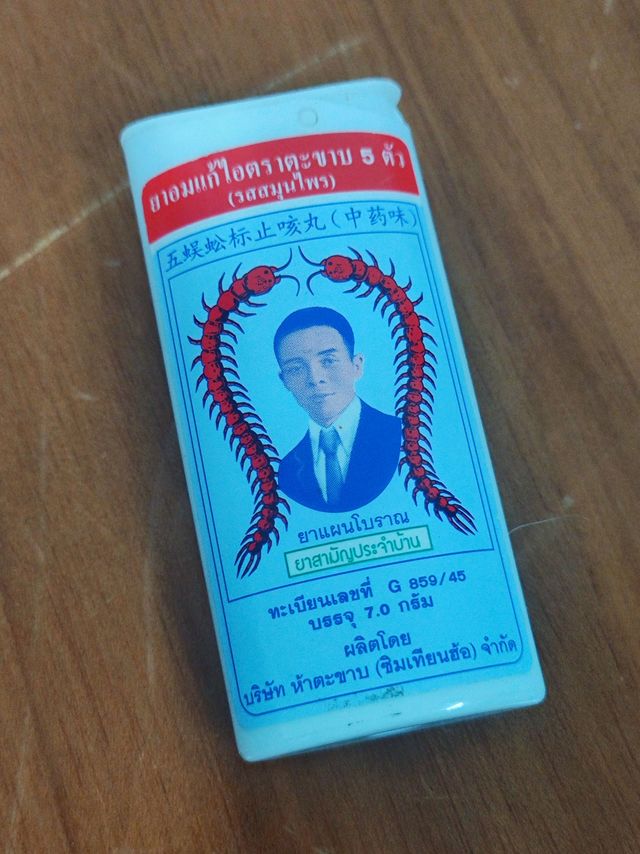 ยาอมแก้ไอตราตะขาบ 5 ตัว
(รสสมุนไพร)
五蜈蚣标止咳丸(中药味)
ยาแผนโบราณ
ยาสามัญประจำบ้าน
ทะเบียนเลขที่ G 859/45
บรรจุ 7.0 กรัม
ผลิตโดย
บริษัท ห้าตะขาบ (ซิมเทียนฮ้อ) จำกัด